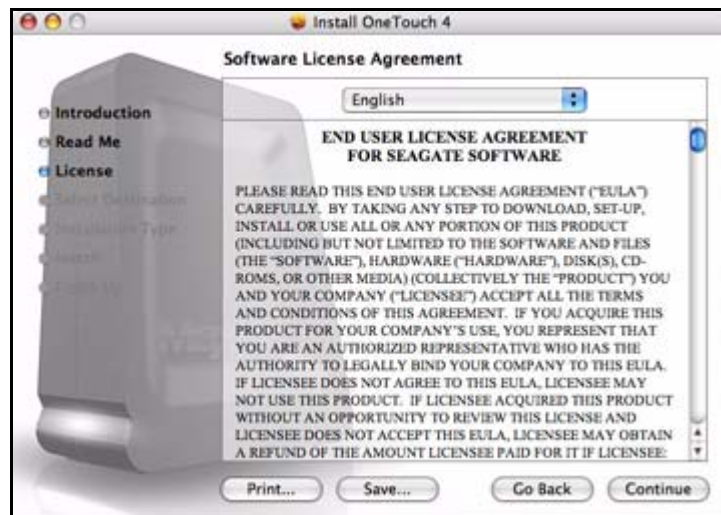 Install OneTouch 4
Software License Agreement
English
Introduction
Read Me
License
Select Destination
Installation Type
Install
Finish Up
END USER LICENSE AGREEMENT
FOR SEAGATE SOFTWARE
PLEASE READ THIS END USER LICENSE AGREEMENT ("EULA")
CAREFULLY. BY TAKING ANY STEP TO DOWNLOAD, SET-UP,
INSTALL OR USE ALL OR ANY PORTION OF THIS PRODUCT
(INCLUDING BUT NOT LIMITED TO THE SOFTWARE AND FILES
(THE "SOFTWARE"), HARDWARE ("HARDWARE"), DISK(S), CD-
ROMS, OR OTHER MEDIA) (COLLECTIVELY THE "PRODUCT") YOU
AND YOUR COMPANY ("LICENSEE") ACCEPT ALL THE TERMS
AND CONDITIONS OF THIS AGREEMENT. IF YOU ACQUIRE THIS
PRODUCT FOR YOUR COMPANY'S USE, YOU REPRESENT THAT
YOU ARE AN AUTHORIZED REPRESENTATIVE WHO HAS THE
AUTHORITY TO LEGALLY BIND YOUR COMPANY TO THIS EULA.
IF LICENSEE DOES NOT AGREE TO THIS EULA, LICENSEE MAY
NOT USE THIS PRODUCT. IF LICENSEE ACQUIRED THIS PRODUCT
WITHOUT AN OPPORTUNITY TO REVIEW THIS LICENSE AND
LICENSEE DOES NOT ACCEPT THIS EULA, LICENSEE MAY OBTAIN
A REFUND OF THE AMOUNT LICENSEE PAID FOR IT IF LICENSEE:
Print... Save... Go Back Continue